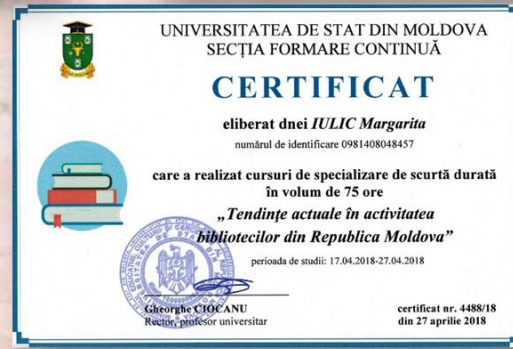 UNIVERSITATEA DE STAT DIN MOLDOVA
SECȚIA FORMARE CONTINUĂ
CERTIFICAT
eliberat dnei IULIC Margarita
numărul de identificare 0981408048457
care a realizat cursuri de specializare de scurtă durată
în volum de 75 ore
„Tendințe actuale în activitatea
bibliotecilor din Republica Moldova”
perioada de studii: 17.04.2018-27.04.2018
Gheorghe CIOCANU
Rector, profesor universitar
certificat nr. 4488/18
din 27 aprilie 2018